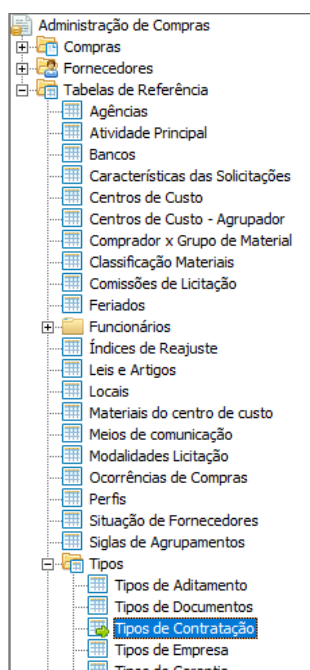 Administração de Compras
Compras
Fornecedores
Tabelas de Referência
Agências
Atividade Principal
Bancos
Características das Solicitações
Centros de Custo
Centros de Custo - Agrupador
Comprador x Grupo de Material
Classificação Materiais
Comissões de Licitação
Feriados
Funcionários
Índices de Reajuste
Leis e Artigos
Locais
Materiais do centro de custo
Meios de comunicação
Modalidades Licitação
Ocorrências de Compras
Perfis
Situação de Fornecedores
Siglas de Agrupamentos
Tipos
Tipos de Aditamento
Tipos de Documentos
Tipos de Contratação
Tipos de Empresa
Tipos de Garantia